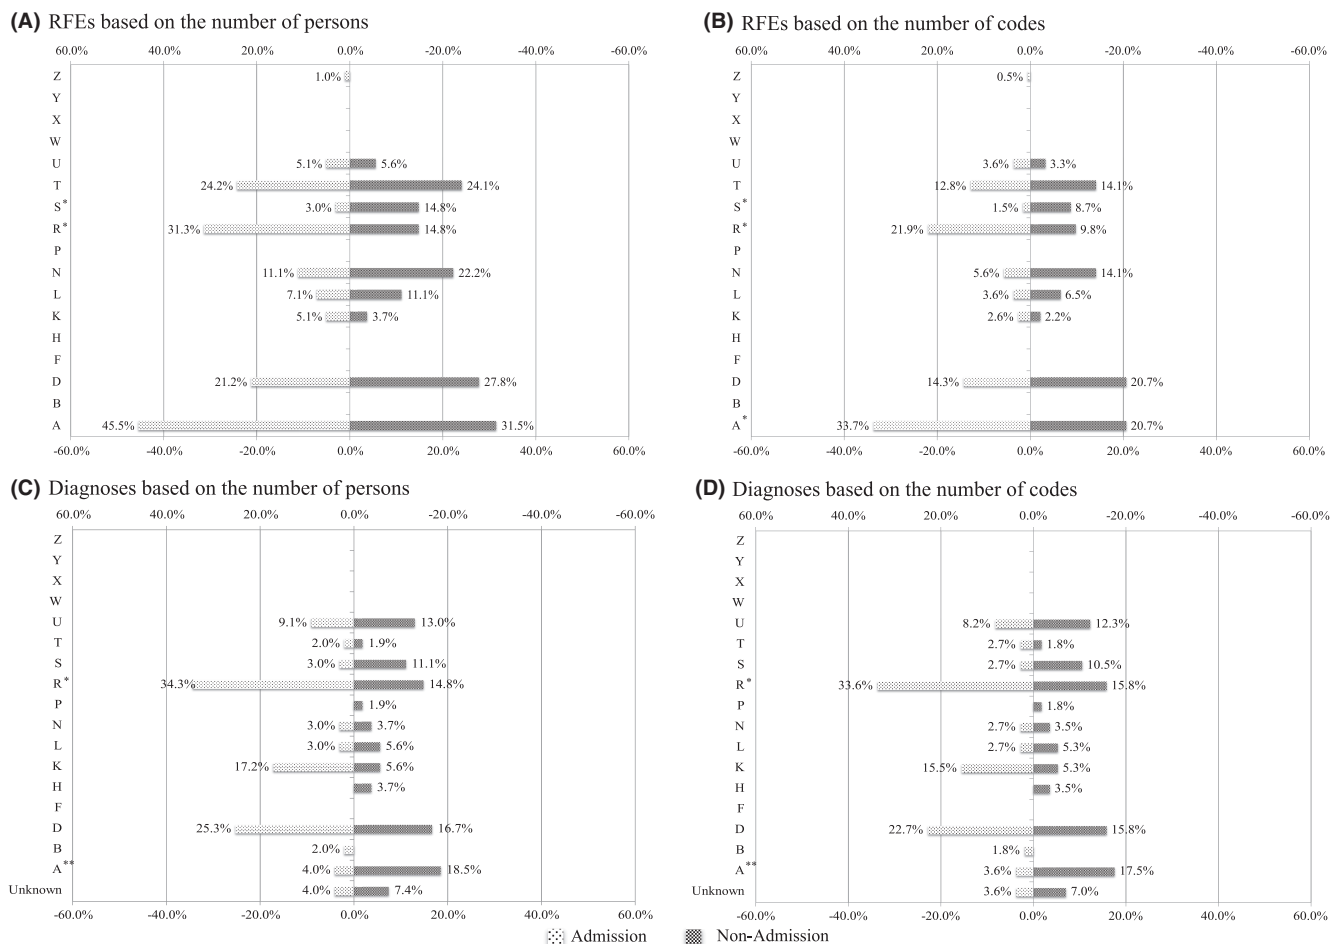 (A) RFEs based on the number of persons
60.0% 40.0% 20.0% 0.0% -20.0% -40.0% -60.0%
Z 1.0%
Y
X
W
U 5.1% 5.6%
T 24.2% 24.1%
S* 3.0% 14.8%
R* 31.3% 14.8%
P
N 11.1% 22.2%
L 7.1% 11.1%
K 5.1% 3.7%
H
F
D 21.2% 27.8%
B
A 45.5% 31.5%
-60.0% -40.0% -20.0% 0.0% 20.0% 40.0% 60.0%
(B) RFEs based on the number of codes
60.0% 40.0% 20.0% 0.0% -20.0% -40.0% -60.0%
Z 0.5%
Y
X
W
U 3.6% 3.3%
T 12.8% 14.1%
S* 1.5% 8.7%
R* 21.9% 9.8%
P
N 5.6% 14.1%
L 3.6% 6.5%
K 2.6% 2.2%
H
F
D 14.3% 20.7%
B
A* 33.7% 20.7%
-60.0% -40.0% -20.0% 0.0% 20.0% 40.0% 60.0%
(C) Diagnoses based on the number of persons
60.0% 40.0% 20.0% 0.0% -20.0% -40.0% -60.0%
Z
Y
X
W
U 9.1% 13.0%
T 2.0% 1.9%
S 3.0% 11.1%
R* 34.3% 14.8%
P 1.9%
N 3.0% 3.7%
L 3.0% 5.6%
K 17.2% 5.6%
H 3.7%
F
D 25.3% 16.7%
B 2.0%
A** 4.0% 18.5%
Unknown 4.0% 7.4%
-60.0% -40.0% -20.0% 0.0% 20.0% 40.0% 60.0%
(D) Diagnoses based on the number of codes
60.0% 40.0% 20.0% 0.0% -20.0% -40.0% -60.0%
Z
Y
X
W
U 8.2% 12.3%
T 2.7% 1.8%
S 2.7% 10.5%
R* 33.6% 15.8%
P 1.8%
N 2.7% 3.5%
L 2.7% 5.3%
K 15.5% 5.3%
H 3.5%
F
D 22.7% 15.8%
B 1.8%
A** 3.6% 17.5%
Unknown 3.6% 7.0%
-60.0% -40.0% -20.0% 0.0% 20.0% 40.0% 60.0%
Admission Non-Admission